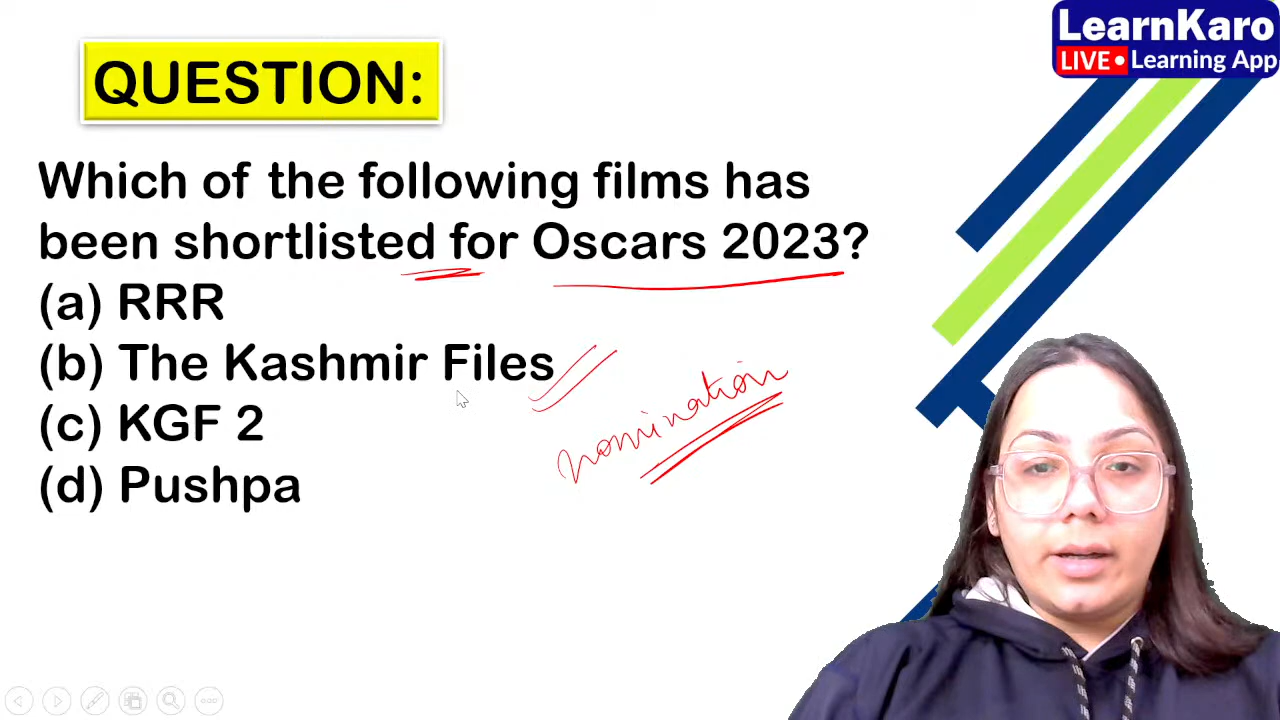 LearnKaro
LIVE • Learning App
QUESTION:
Which of the following films has
been shortlisted for Oscars 2023?
(a) RRR
(b) The Kashmir Files
(c) KGF 2
(d) Pushpa
nomination